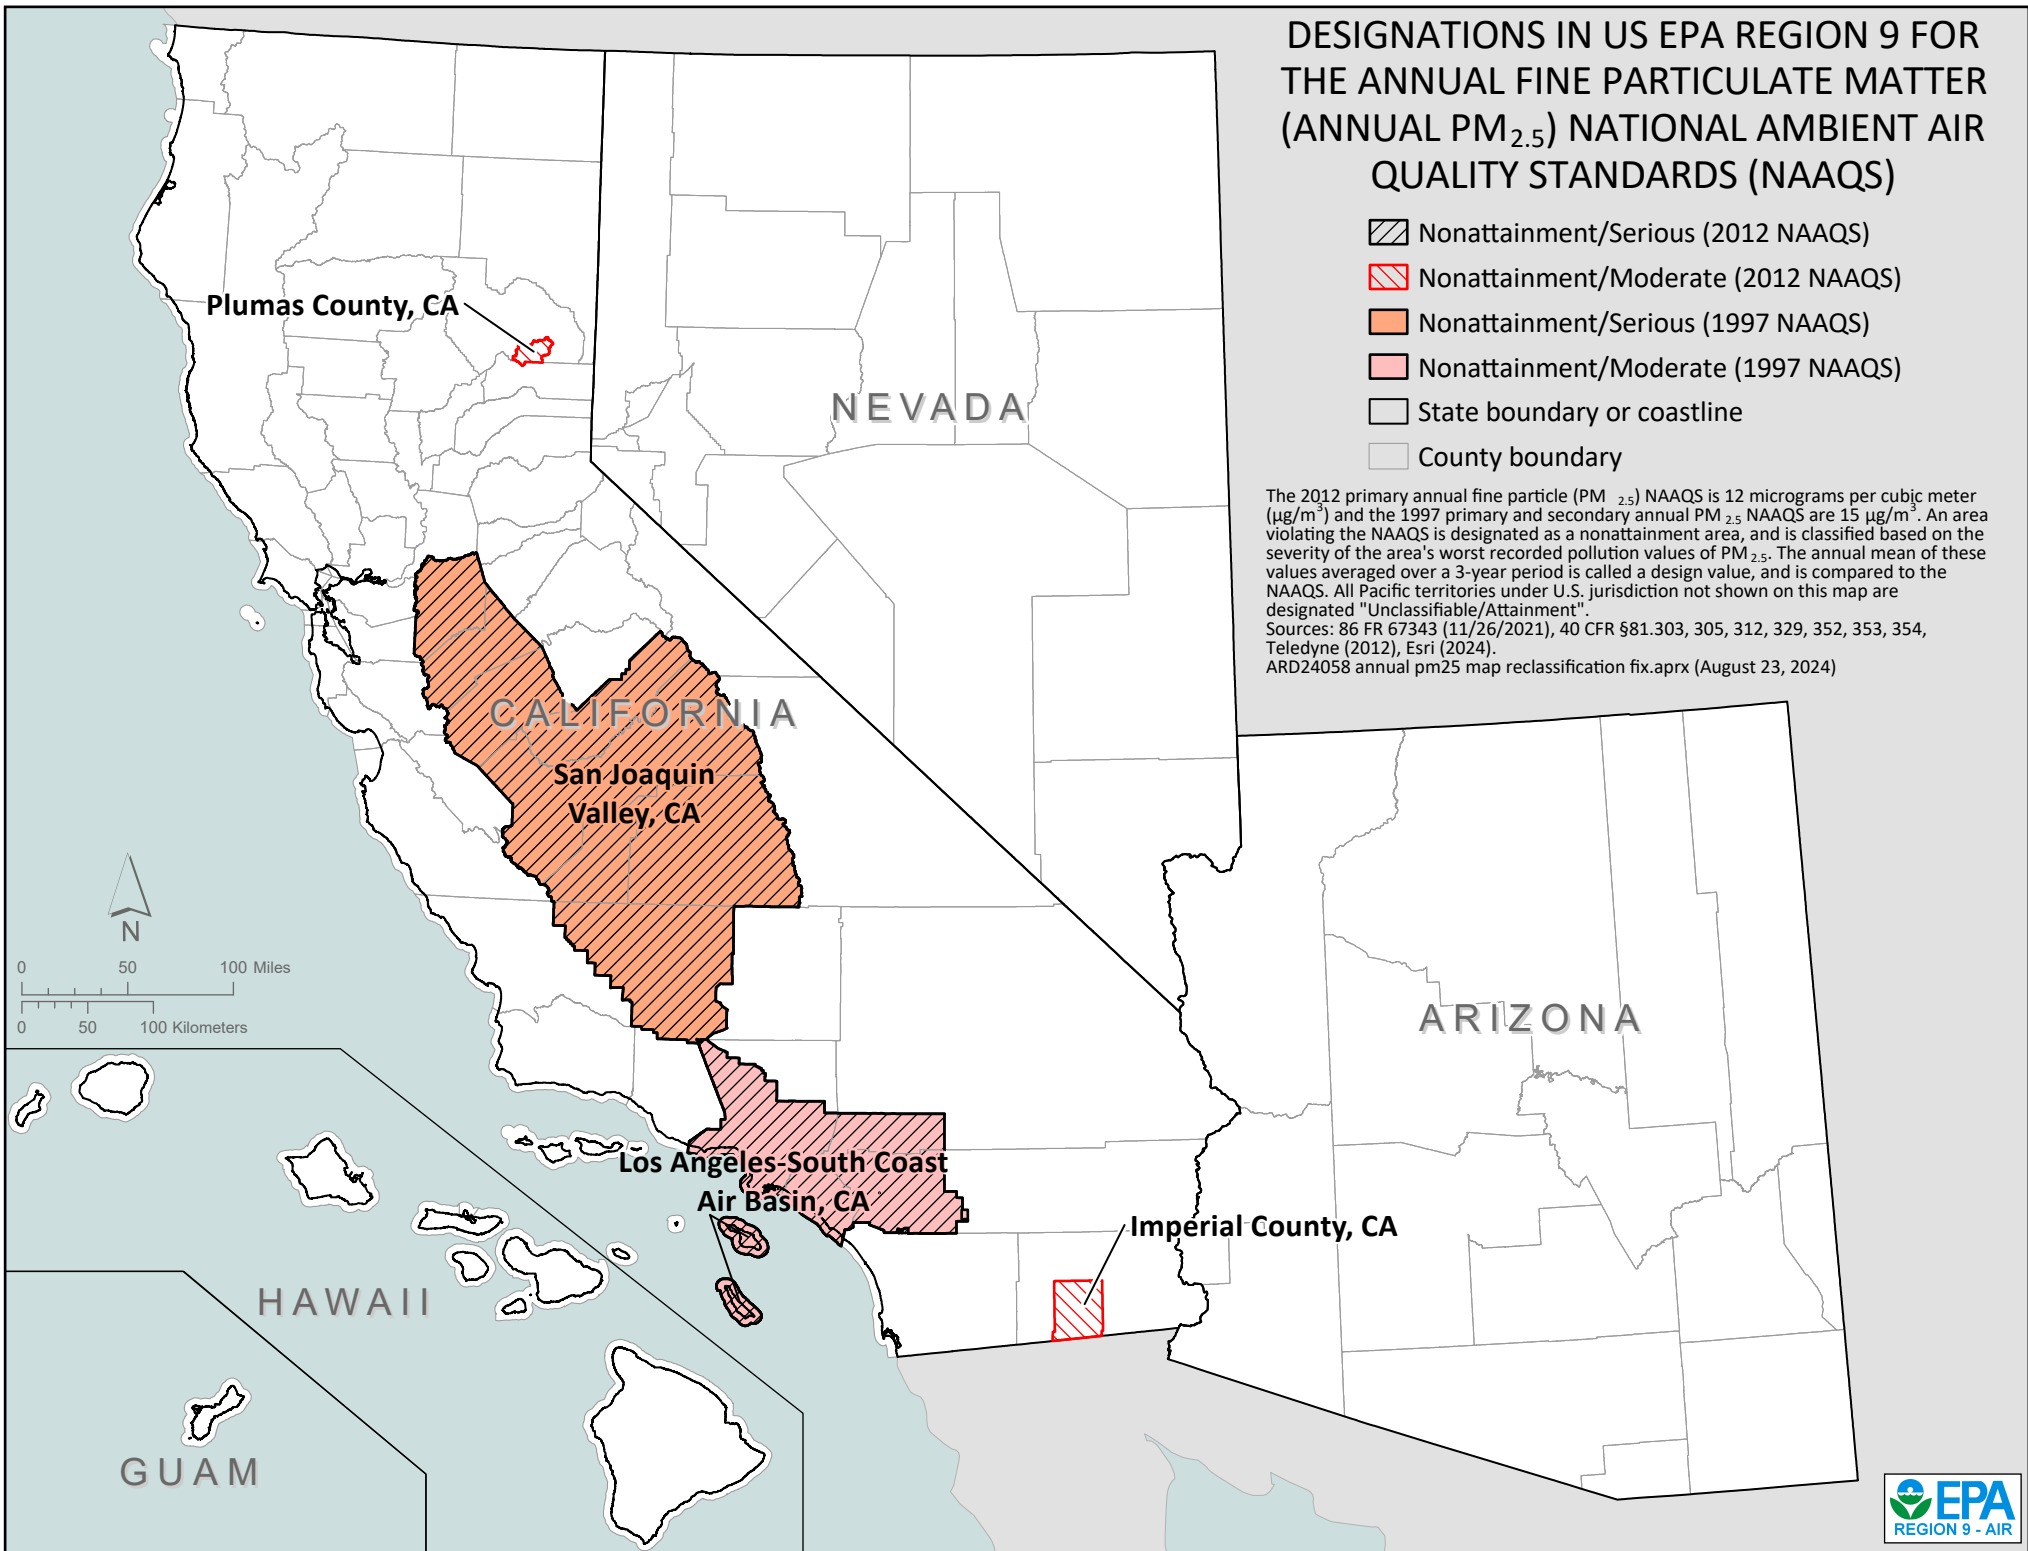 DESIGNATIONS IN US EPA REGION 9 FOR
THE ANNUAL FINE PARTICULATE MATTER
(ANNUAL PM2.5) NATIONAL AMBIENT AIR
QUALITY STANDARDS (NAAQS)
Nonattainment/Serious (2012 NAAQS)
Nonattainment/Moderate (2012 NAAQS)
Nonattainment/Serious (1997 NAAQS)
Nonattainment/Moderate (1997 NAAQS)
State boundary or coastline
County boundary
The 2012 primary annual fine particle (PM 2.5) NAAQS is 12 micrograms per cubic meter
(µg/m³) and the 1997 primary and secondary annual PM 2.5 NAAQS are 15 µg/m³. An area
violating the NAAQS is designated as a nonattainment area, and is classified based on the
severity of the area's worst recorded pollution values of PM 2.5. The annual mean of these
values averaged over a 3-year period is called a design value, and is compared to the
NAAQS. All Pacific territories under U.S. jurisdiction not shown on this map are
designated "Unclassifiable/Attainment".
Sources: 86 FR 67343 (11/26/2021), 40 CFR §81.303, 305, 312, 329, 352, 353, 354,
Teledyne (2012), Esri (2024).
ARD24058 annual pm25 map reclassification fix.aprx (August 23, 2024)
Plumas County, CA
NEVADA
CALIFORNIA
San Joaquin
Valley, CA
N
0 50 100 Miles
0 50 100 Kilometers
ARIZONA
Los Angeles-South Coast
Air Basin, CA
Imperial County, CA
HAWAII
GUAM
EPA
REGION 9 - AIR